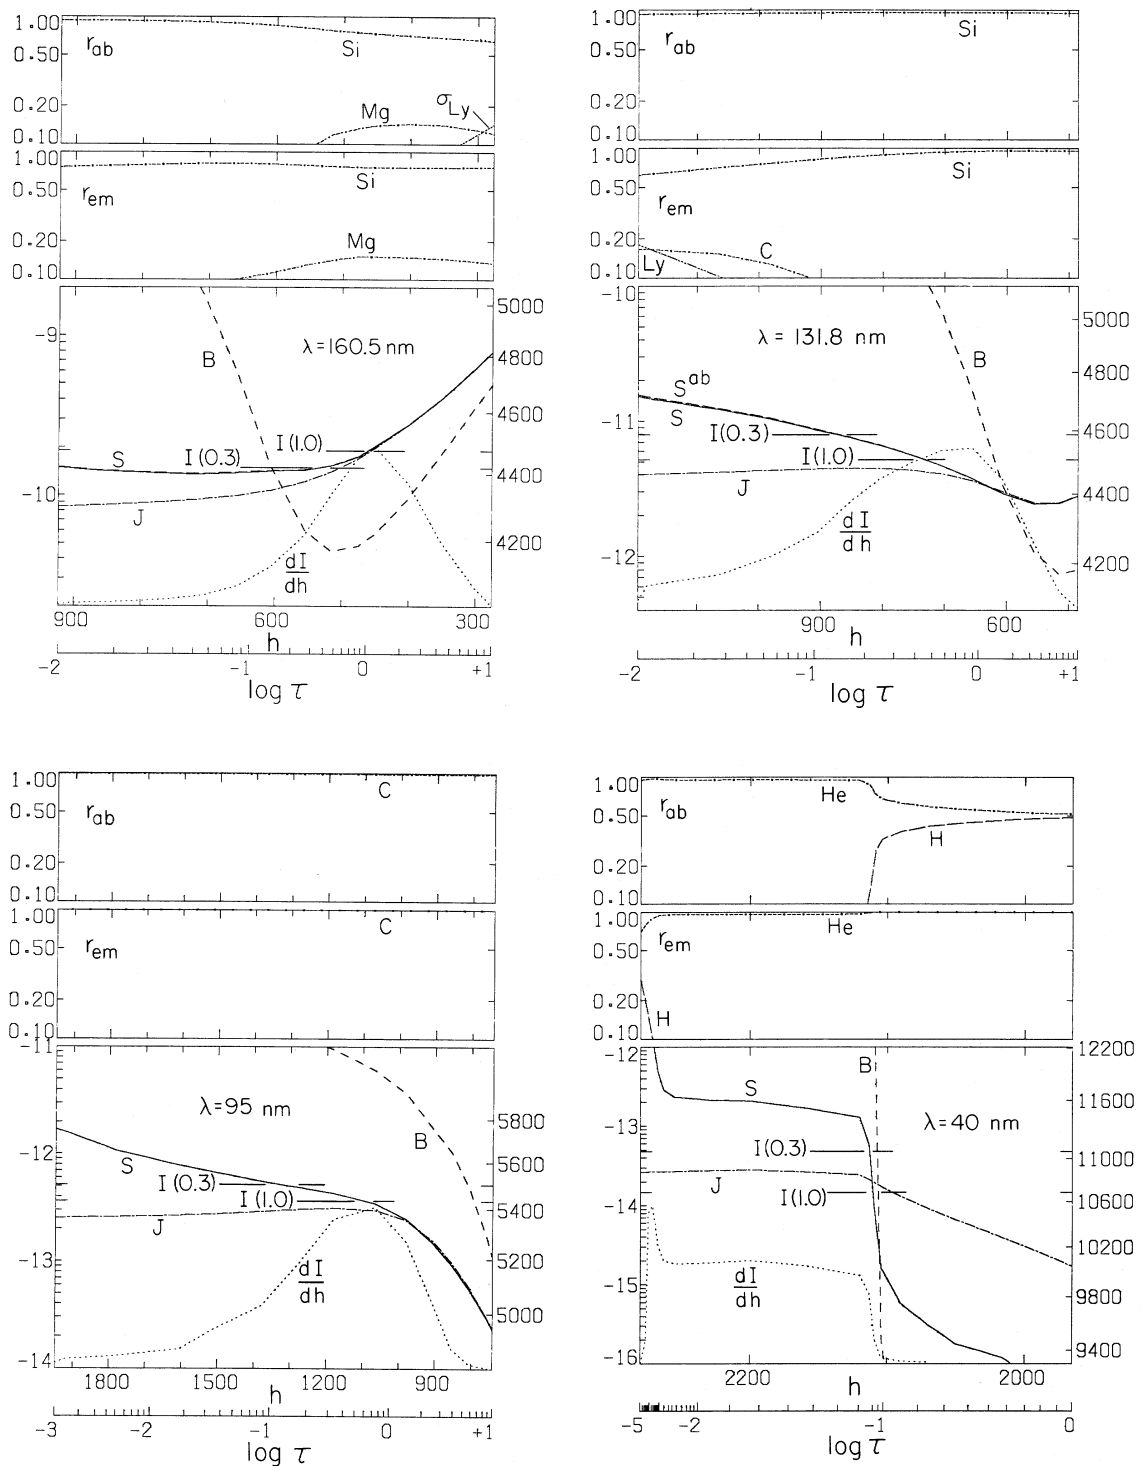 1.00
0.50
0.20
0.10
r_ab
Si
Mg
σ_Ly
1.00
0.50
0.20
0.10
r_em
Si
Mg
-9
-10
5000
4800
4600
4400
4200
λ=160.5 nm
B
I(1.0)
S
I(0.3)
J
dI
dh
900
600
300
h
-2
-1
0
+1
log τ
1.00
0.50
0.20
0.10
r_ab
Si
1.00
0.50
0.20
0.10
r_em
Si
Ly
C
-10
-11
-12
5000
4800
4600
4400
4200
λ=131.8 nm
B
S^ab
S
I(0.3)
I(1.0)
J
dI
dh
900
600
h
-2
-1
0
+1
log τ
1.00
0.50
0.20
0.10
r_ab
C
1.00
0.50
0.20
0.10
r_em
C
-11
-12
-13
-14
5800
5600
5400
5200
5000
λ=95 nm
B
S
I(0.3)
I(1.0)
J
dI
dh
1800
1500
1200
900
h
-3
-2
-1
0
+1
log τ
1.00
0.50
0.20
0.10
r_ab
He
H
1.00
0.50
0.20
0.10
r_em
He
H
-12
-13
-14
-15
-16
12200
11600
11000
10600
10200
9800
9400
B
S
λ=40 nm
I(0.3)
J
I(1.0)
dI
dh
2200
2000
h
-5
-2
-1
0
log τ